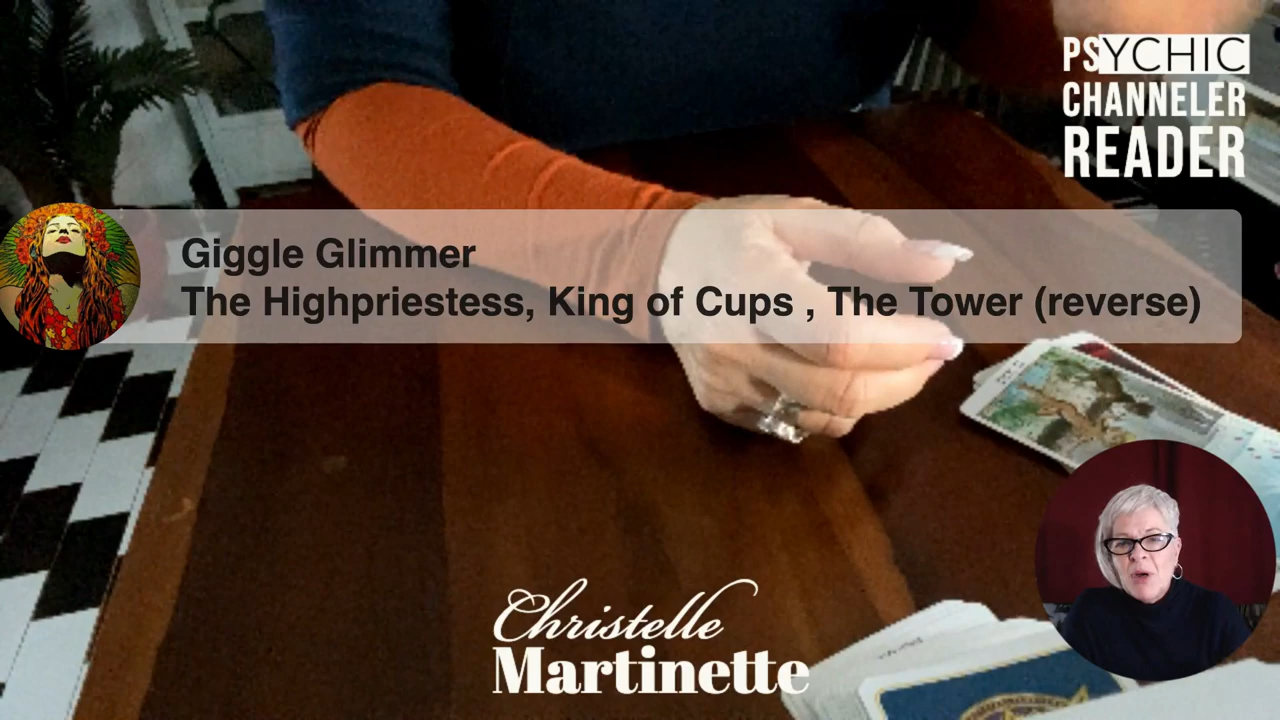 PSYCHIC
CHANNELER
READER
Giggle Glimmer
The Highpriestess, King of Cups , The Tower (reverse)
Christelle
Martinette